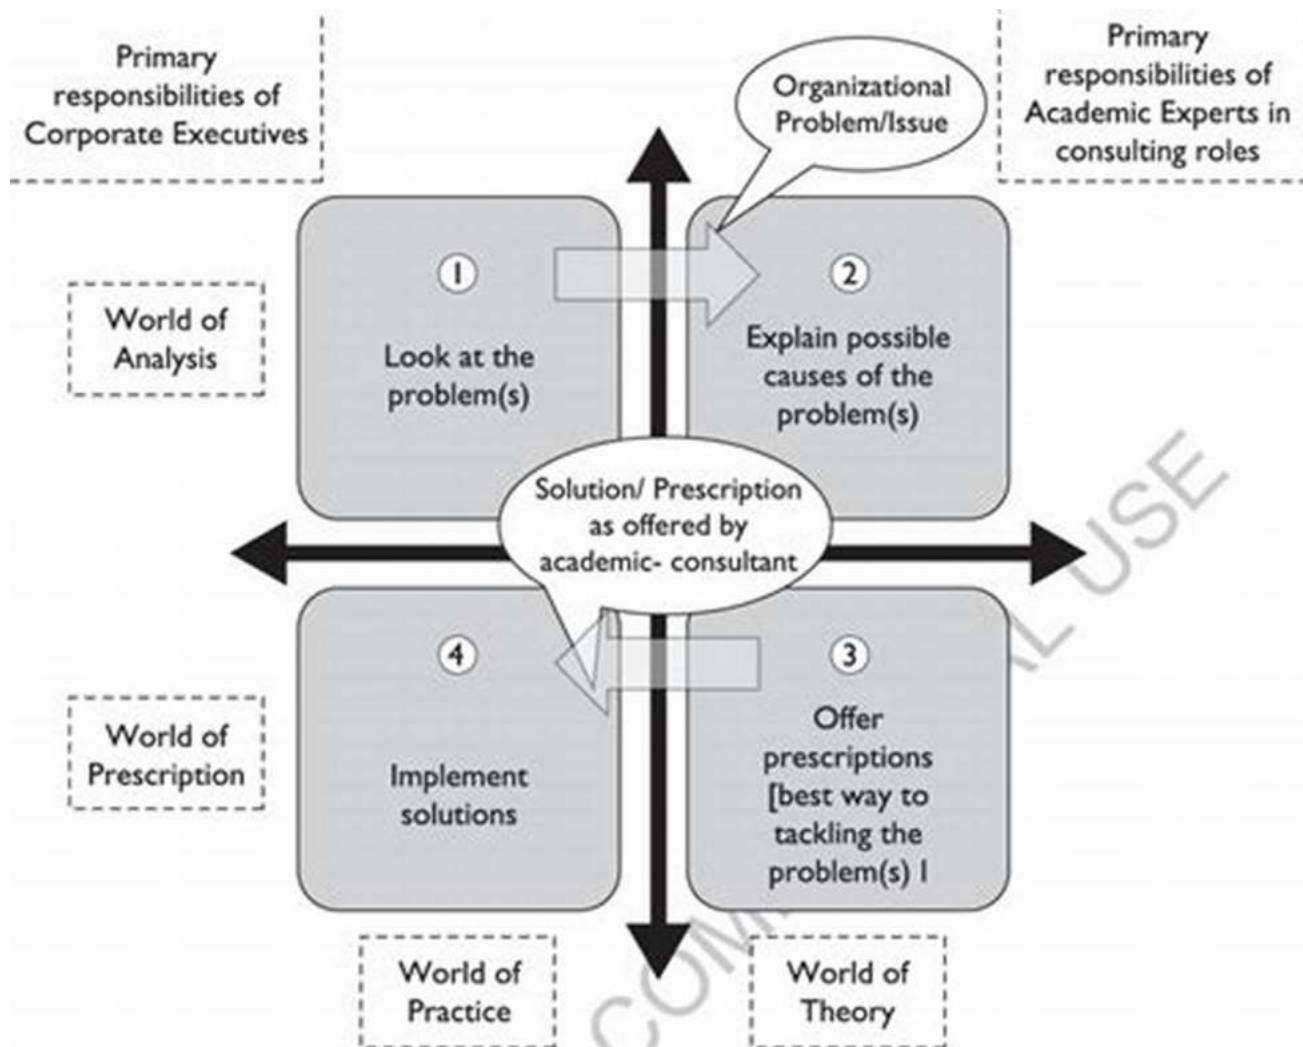 Primary
responsibilities of
Corporate Executives
Organizational
Problem/Issue
Primary
responsibilities of
Academic Experts in
consulting roles
World of
Analysis
1
Look at the
problem(s)
2
Explain possible
causes of the
problem(s)
Solution/ Prescription
as offered by
academic- consultant
World of
Prescription
4
Implement
solutions
3
Offer
prescriptions
[best way to
tackling the
problem(s) l
World of
Practice
World of
Theory
USE